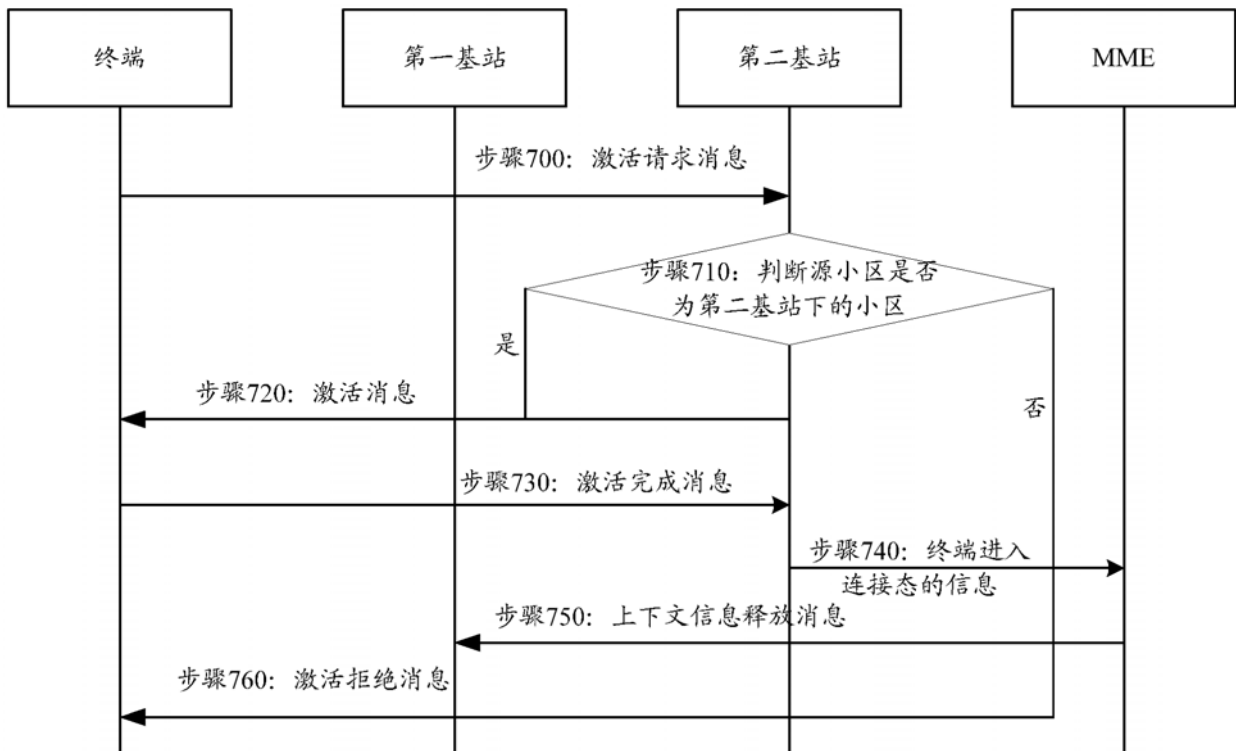 终端
第一基站
第二基站
MME
步骤700：激活请求消息
步骤710：判断源小区是否
为第二基站下的小区
是
步骤720：激活消息
否
步骤730：激活完成消息
步骤740：终端进入
连接态的信息
步骤750：上下文信息释放消息
步骤760：激活拒绝消息